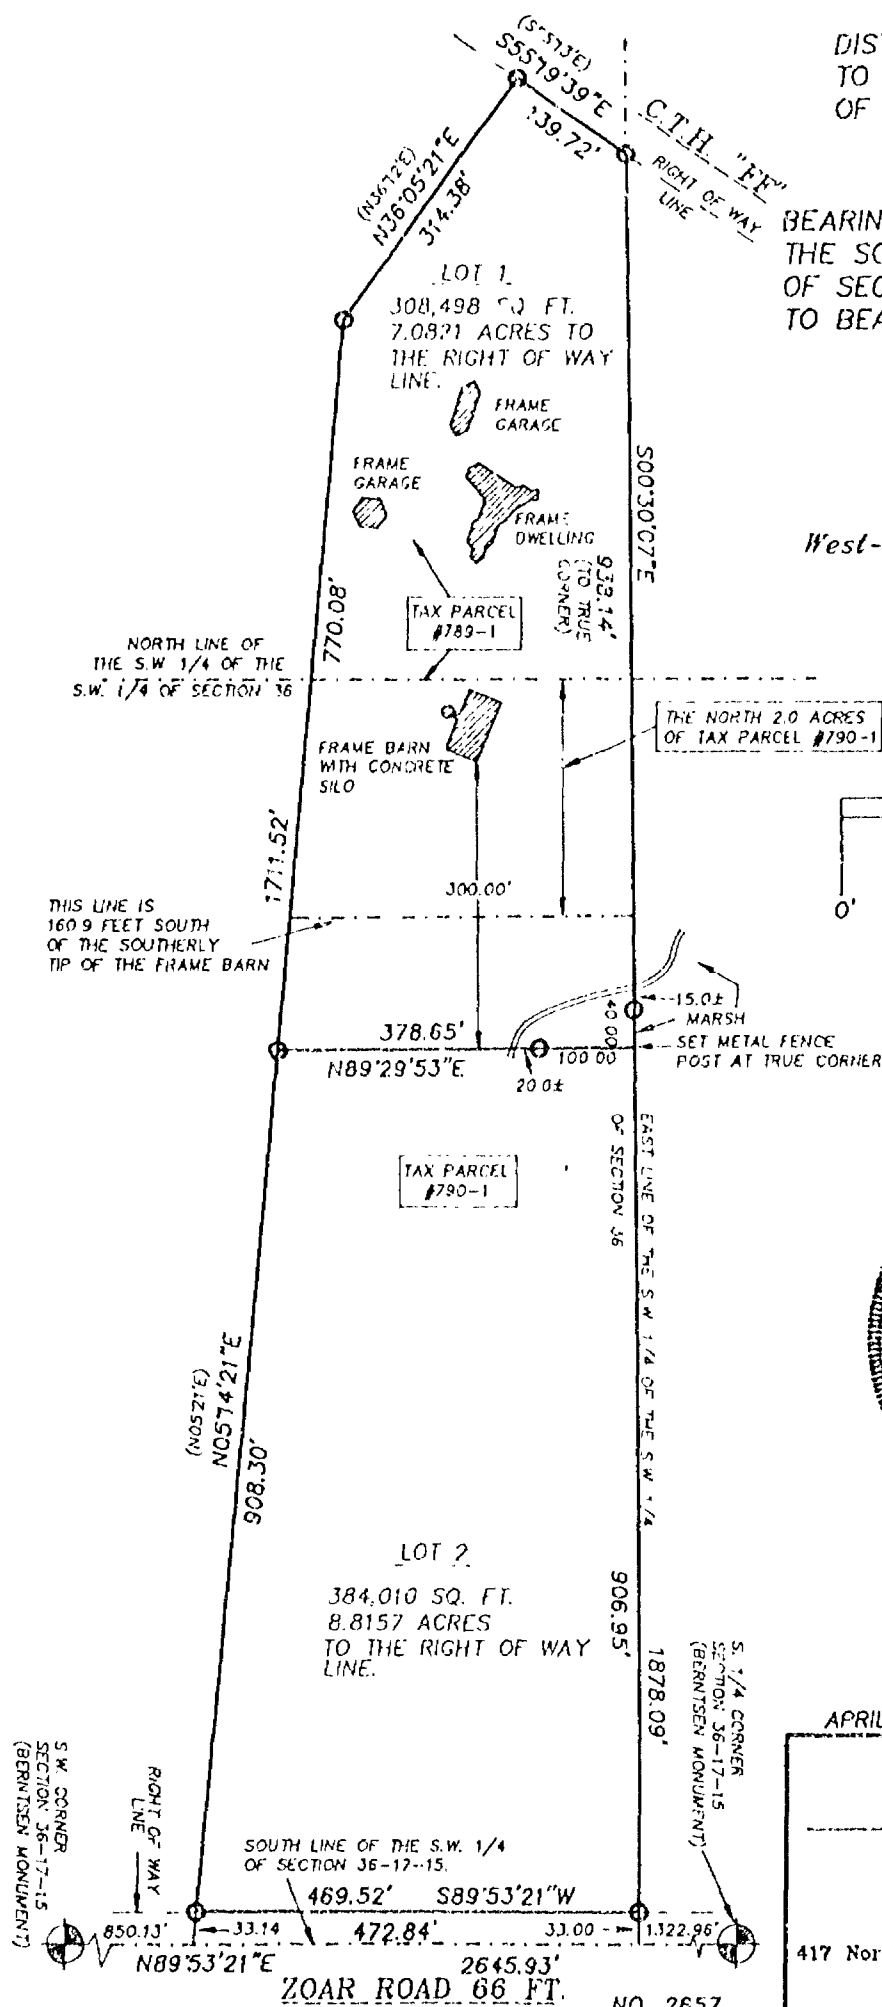 DIS
TO
OF
S55°19'39"E
139.72'
C.T.H. "FF"
RIGHT OF WAY
LINE
(N36°12'E)
N36°05'21"E
314.38'
BEARIN
THE SO
OF SEC
TO BEA
LOT 1
308,498 SQ. FT.
7.0821 ACRES TO
THE RIGHT OF WAY
LINE.
FRAME
GARAGE
FRAME
GARAGE
FRAME
DWELLING
S00°30'07"E
938.14'
(TO TRUE
CORNER)
West-
770.08'
TAX PARCEL
#789-1
NORTH LINE OF
THE S.W 1/4 OF THE
S.W. 1/4 OF SECTION 36
THE NORTH 2.0 ACRES
OF TAX PARCEL #790-1
FRAME BARN
WITH CONCRETE
SILO
1711.52'
300.00'
0'
THIS LINE IS
160.9 FEET SOUTH
OF THE SOUTHERLY
TIP OF THE FRAME BARN
15.0±
MARSH
40.00
SET METAL FENCE
POST AT TRUE CORNER
378.65'
N89°29'53"E
100.00
20.0±
TAX PARCEL
#790-1
EAST LINE OF THE S.W 1/4 OF THE S.W 1/4
OF SECTION 36
(N05°21'E)
N05°14'21"E
908.30'
LOT 2
384,010 SQ. FT.
8.8157 ACRES
TO THE RIGHT OF WAY
LINE.
906.95'
1878.09'
S. 1/4 CORNER
SECTION 36-17-15
(BERNTSEN MONUMENT)
APRIL
S.W. CORNER
SECTION 36-17-15
(BERNTSEN MONUMENT)
RIGHT OF WAY
LINE
SOUTH LINE OF THE S.W. 1/4
OF SECTION 36-17-15.
469.52' S89°53'21"W
850.13' 33.14 472.84' 33.00 1322.96'
N89°53'21"E 2645.93'
ZOAR ROAD 66 FT.
417 Nor
NO. 2657